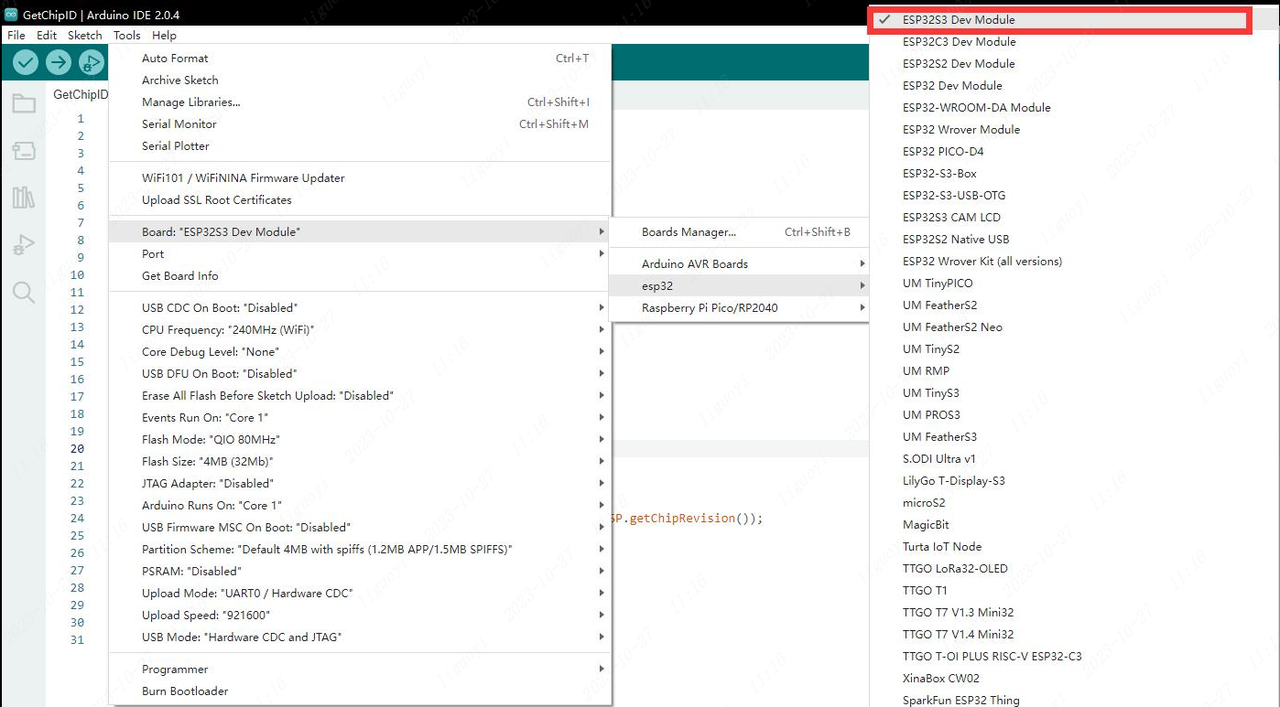 GetChipID | Arduino IDE 2.0.4
File Edit Sketch Tools Help
GetChipID
1
2
3
4
5
6
7
8
9
10
11
12
13
14
15
16
17
18
19
20
21
22
23
24
25
26
27
28
29
30
31
Auto Format Ctrl+T
Archive Sketch
Manage Libraries... Ctrl+Shift+I
Serial Monitor Ctrl+Shift+M
Serial Plotter
WiFi101 / WiFiNINA Firmware Updater
Upload SSL Root Certificates
Board: "ESP32S3 Dev Module"
Port
Get Board Info
USB CDC On Boot: "Disabled"
CPU Frequency: "240MHz (WiFi)"
Core Debug Level: "None"
USB DFU On Boot: "Disabled"
Erase All Flash Before Sketch Upload: "Disabled"
Events Run On: "Core 1"
Flash Mode: "QIO 80MHz"
Flash Size: "4MB (32Mb)"
JTAG Adapter: "Disabled"
Arduino Runs On: "Core 1"
USB Firmware MSC On Boot: "Disabled"
Partition Scheme: "Default 4MB with spiffs (1.2MB APP/1.5MB SPIFFS)"
PSRAM: "Disabled"
Upload Mode: "UART0 / Hardware CDC"
Upload Speed: "921600"
USB Mode: "Hardware CDC and JTAG"
Programmer
Burn Bootloader
Boards Manager... Ctrl+Shift+B
Arduino AVR Boards
esp32
Raspberry Pi Pico/RP2040
SP.getChipRevision());
ESP32S3 Dev Module
ESP32C3 Dev Module
ESP32S2 Dev Module
ESP32 Dev Module
ESP32-WROOM-DA Module
ESP32 Wrover Module
ESP32 PICO-D4
ESP32-S3-Box
ESP32-S3-USB-OTG
ESP32S3 CAM LCD
ESP32S2 Native USB
ESP32 Wrover Kit (all versions)
UM TinyPICO
UM FeatherS2
UM FeatherS2 Neo
UM TinyS2
UM RMP
UM TinyS3
UM PROS3
UM FeatherS3
S.ODI Ultra v1
LilyGo T-Display-S3
microS2
MagicBit
Turta IoT Node
TTGO LoRa32-OLED
TTGO T1
TTGO T7 V1.3 Mini32
TTGO T7 V1.4 Mini32
TTGO T-OI PLUS RISC-V ESP32-C3
XinaBox CW02
SparkFun ESP32 Thing
liguoyi
2023-10-27
11:16